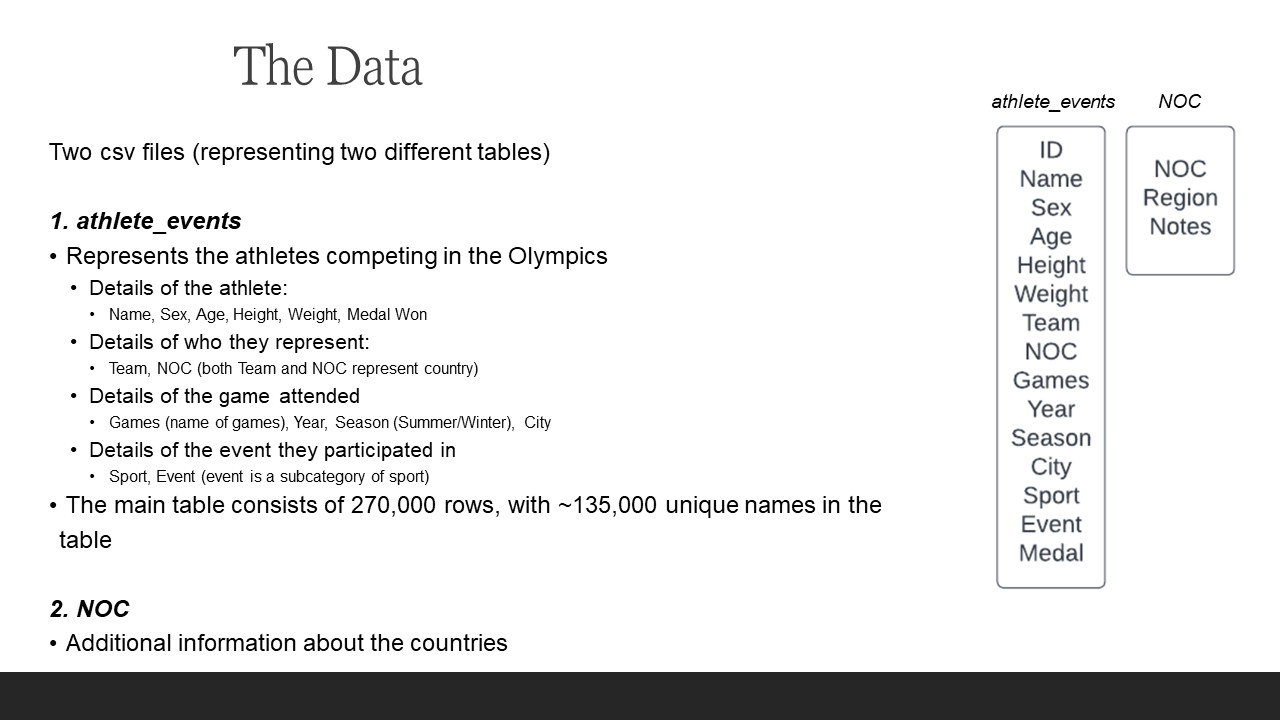 The Data
Two csv files (representing two different tables)
1. athlete_events
• Represents the athletes competing in the Olympics
• Details of the athlete:
• Name, Sex, Age, Height, Weight, Medal Won
• Details of who they represent:
• Team, NOC (both Team and NOC represent country)
• Details of the game attended
• Games (name of games), Year, Season (Summer/Winter), City
• Details of the event they participated in
• Sport, Event (event is a subcategory of sport)
• The main table consists of 270,000 rows, with ~135,000 unique names in the
table
2. NOC
• Additional information about the countries
athlete_events
ID
Name
Sex
Age
Height
Weight
Team
NOC
Games
Year
Season
City
Sport
Event
Medal
NOC
NOC
Region
Notes